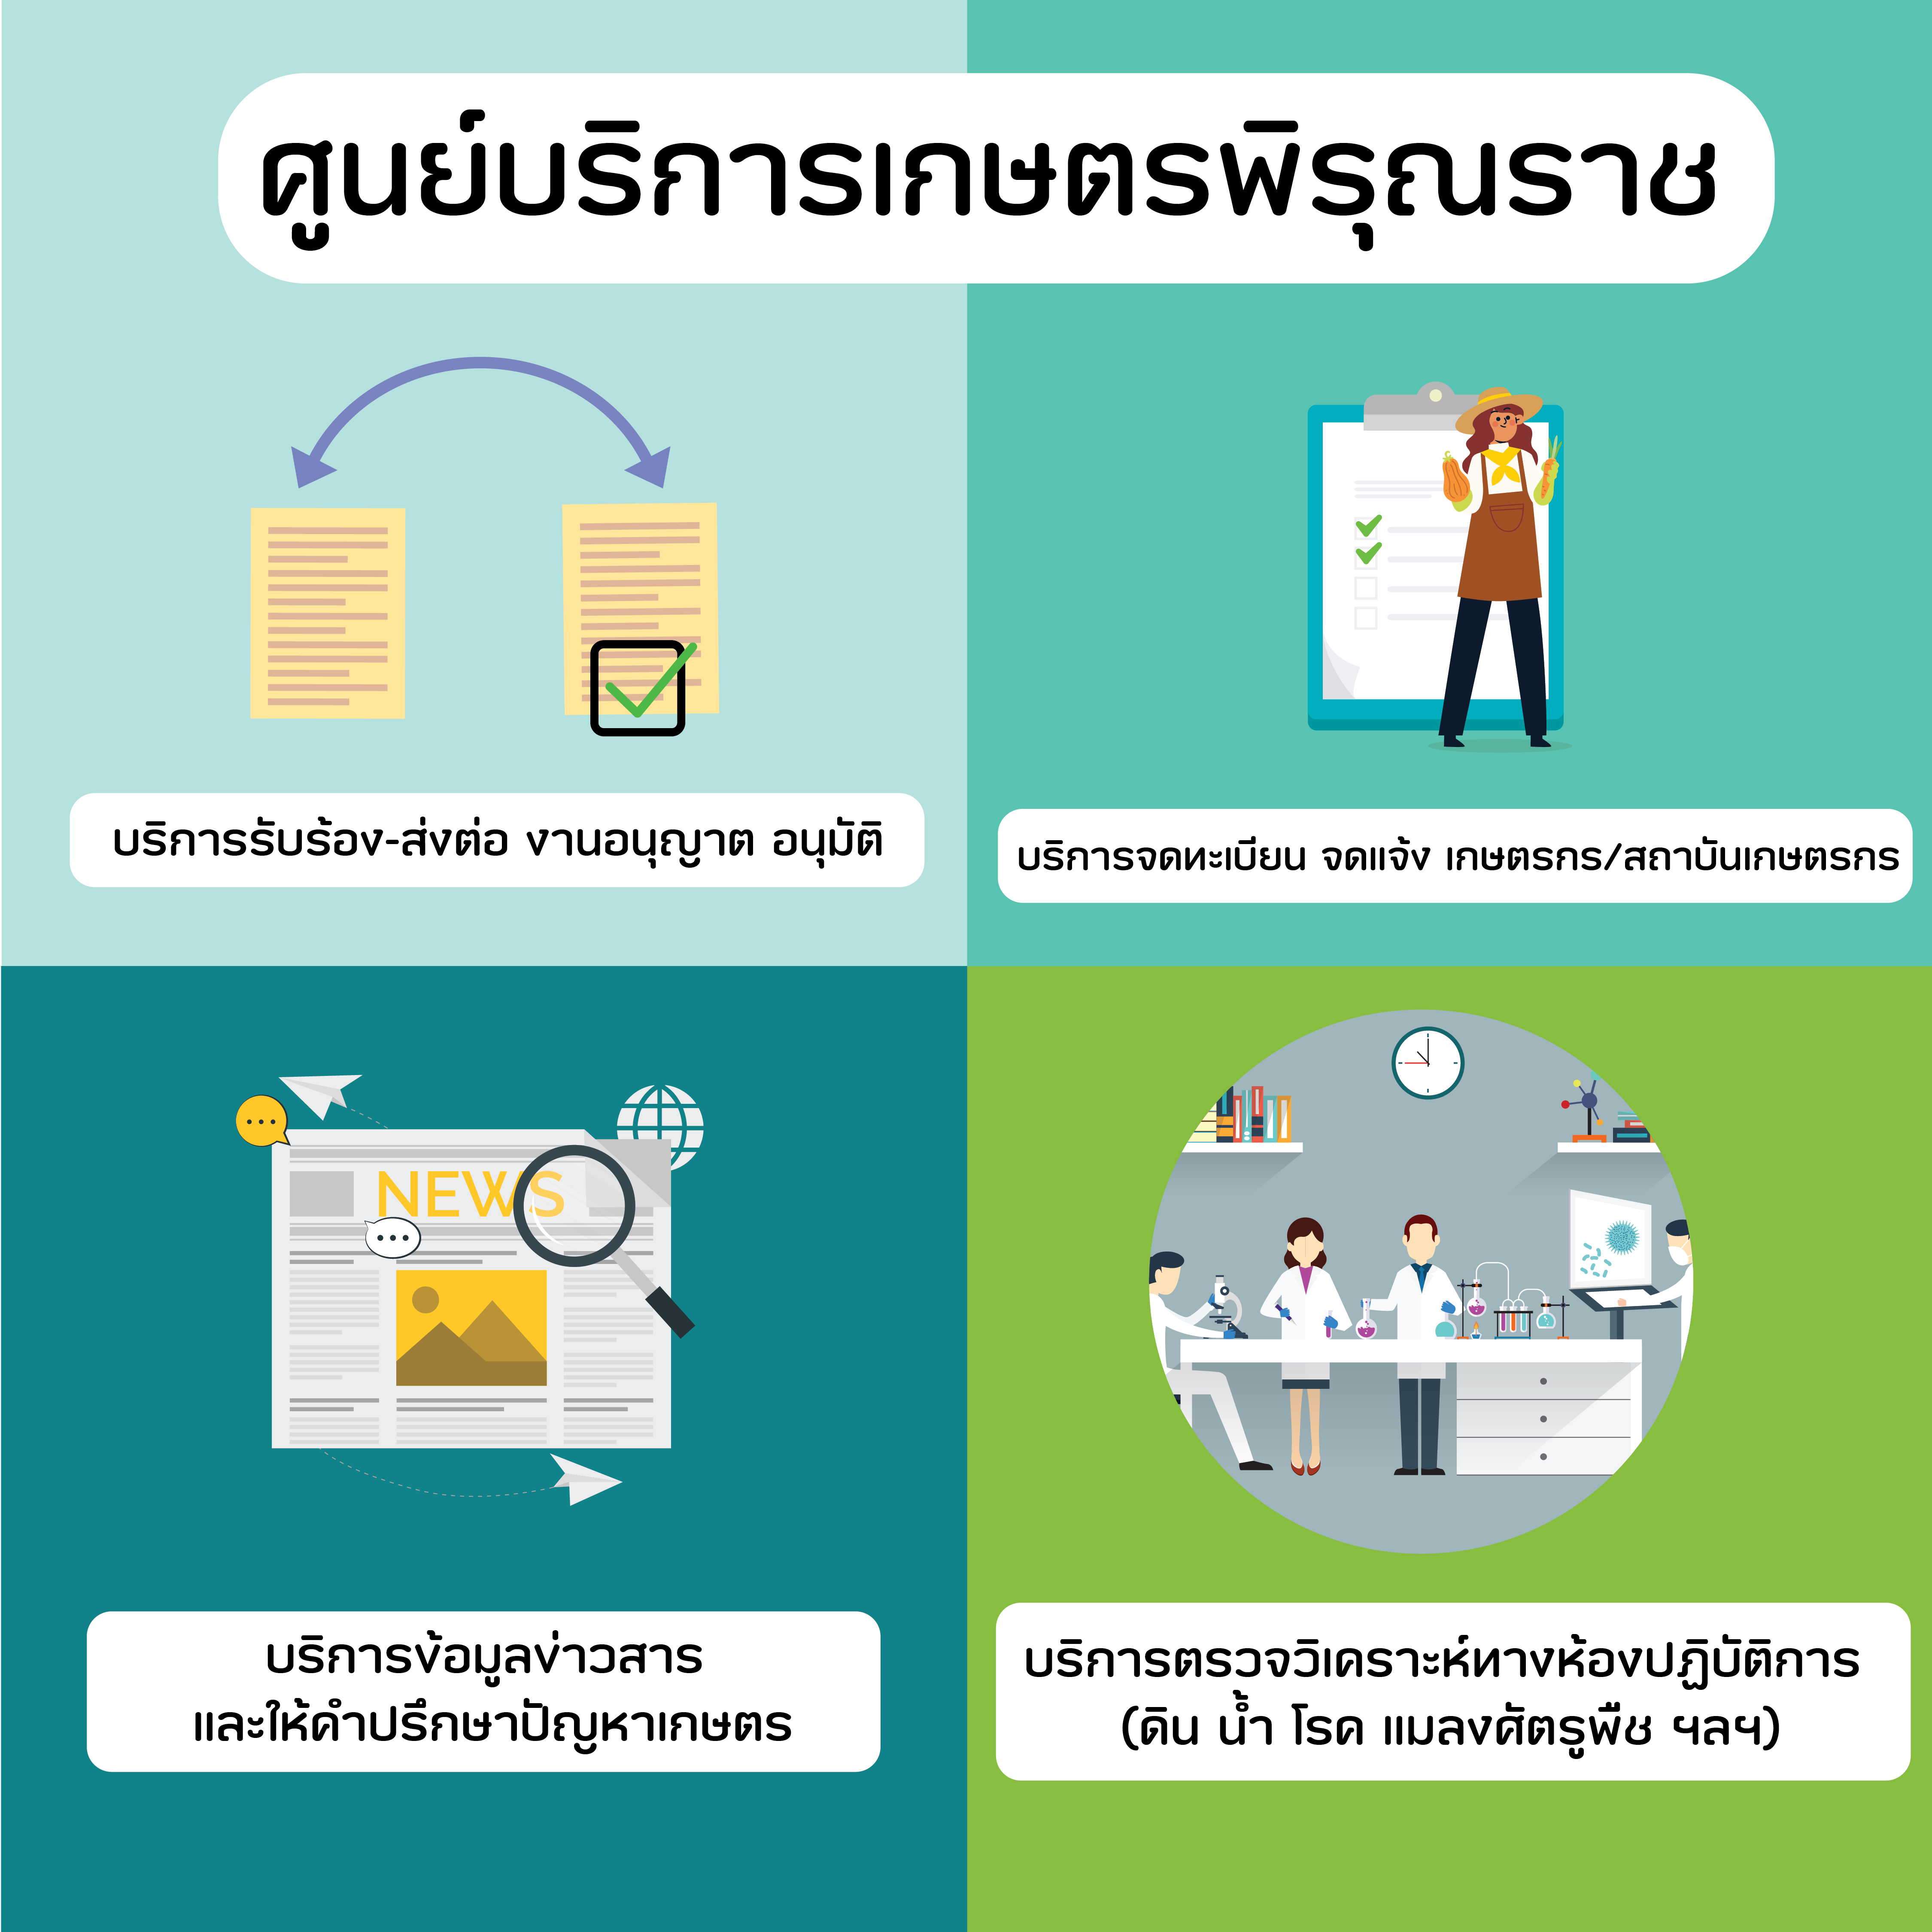 ศูนย์บริการเกษตรพิรุณราช
บริการรับร้อง-ส่งต่อ งานอนุญาต อนุมัติ
บริการจดทะเบียน จดแจ้ง เกษตรกร/สถาบันเกษตรกร
NEWS
บริการข้อมูลข่าวสาร
และให้คำปรึกษาปัญหาเกษตร
บริการตรวจวิเคราะห์ทางห้องปฏิบัติการ
(ดิน น้ำ โรค แมลงศัตรูพืช ฯลฯ)